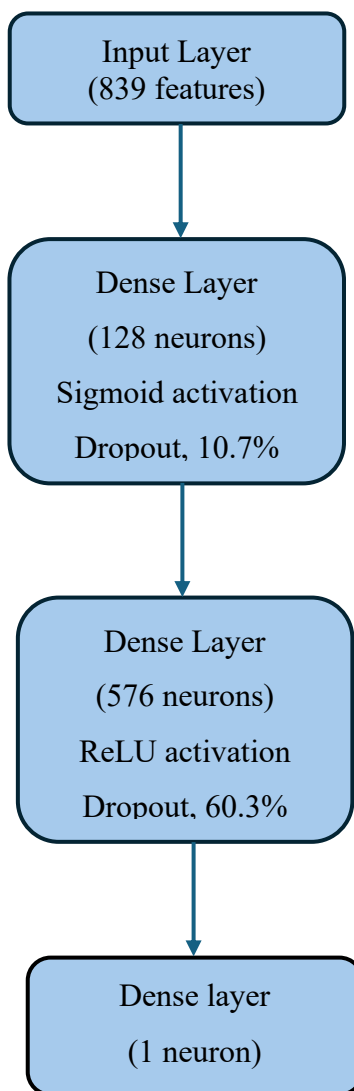 Input Layer
(839 features)
Dense Layer
(128 neurons)
Sigmoid activation
Dropout, 10.7%
Dense Layer
(576 neurons)
ReLU activation
Dropout, 60.3%
Dense layer
(1 neuron)